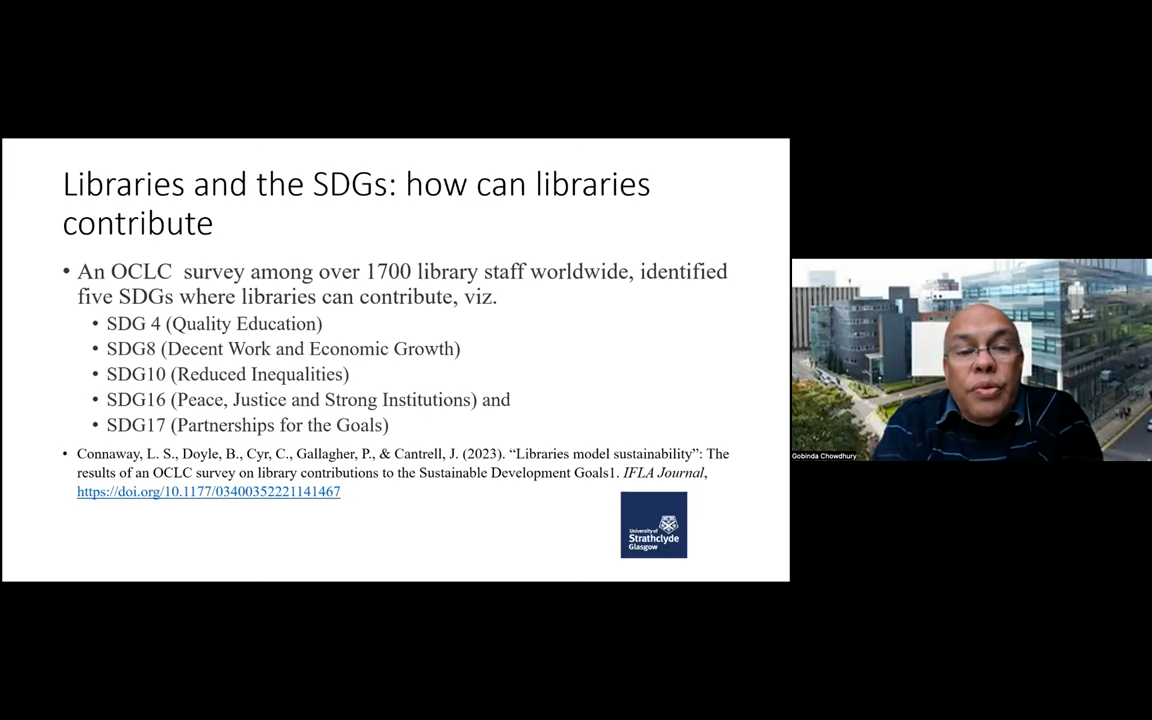 Libraries and the SDGs: how can libraries
contribute
• An OCLC  survey among over 1700 library staff worldwide, identified
five SDGs where libraries can contribute, viz.
• SDG 4 (Quality Education)
• SDG8 (Decent Work and Economic Growth)
• SDG10 (Reduced Inequalities)
• SDG16 (Peace, Justice and Strong Institutions) and
• SDG17 (Partnerships for the Goals)
• Connaway, L. S., Doyle, B., Cyr, C., Gallagher, P., & Cantrell, J. (2023). “Libraries model sustainability”: The
results of an OCLC survey on library contributions to the Sustainable Development Goals1. IFLA Journal,
https://doi.org/10.1177/03400352221141467
University of
Strathclyde
Glasgow
Gobinda Chowdhury